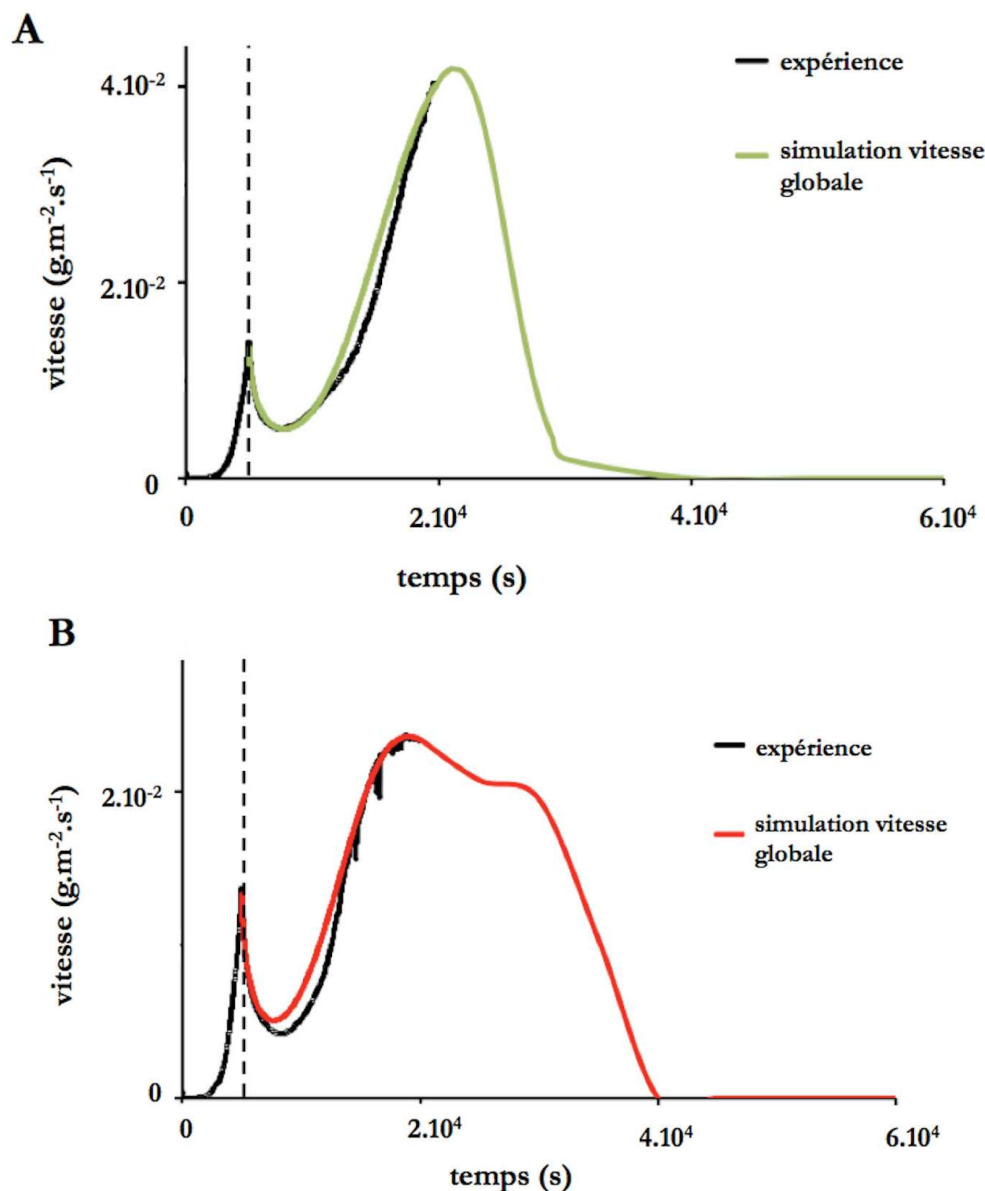 A
expérience
simulation vitesse
globale
vitesse (g.m⁻².s⁻¹)
4.10⁻²
2.10⁻²
0
0 2.10⁴ 4.10⁴ 6.10⁴
temps (s)
B
expérience
simulation vitesse
globale
vitesse (g.m⁻².s⁻¹)
2.10⁻²
0
0 2.10⁴ 4.10⁴ 6.10⁴
temps (s)